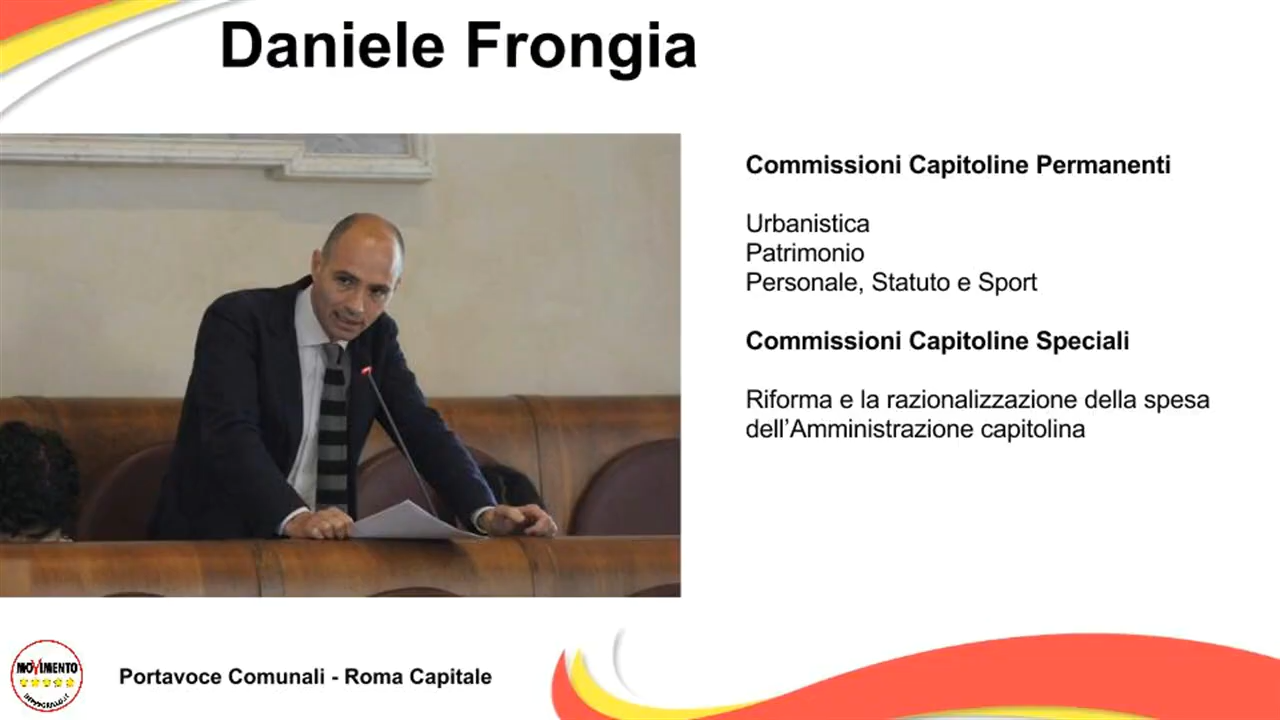 Daniele Frongia
Commissioni Capitoline Permanenti
Urbanistica
Patrimonio
Personale, Statuto e Sport
Commissioni Capitoline Speciali
Riforma e la razionalizzazione della spesa
dell’Amministrazione capitolina
MOVIMENTO
Portavoce Comunali - Roma Capitale